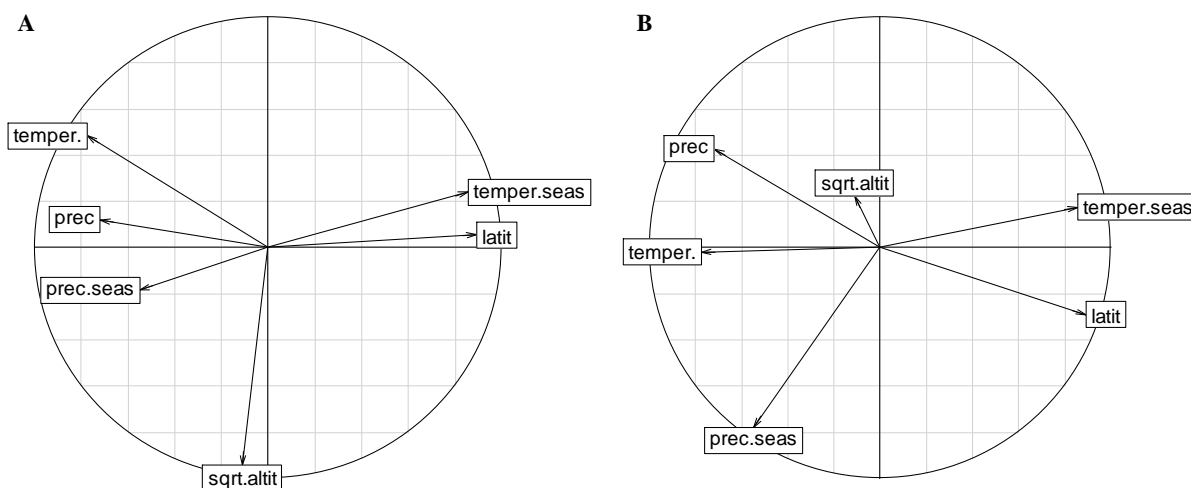 A
temper.
temper.seas
prec
latit
prec.seas
sqrt.altit
B
prec
sqrt.altit
temper.seas
temper.
latit
prec.seas